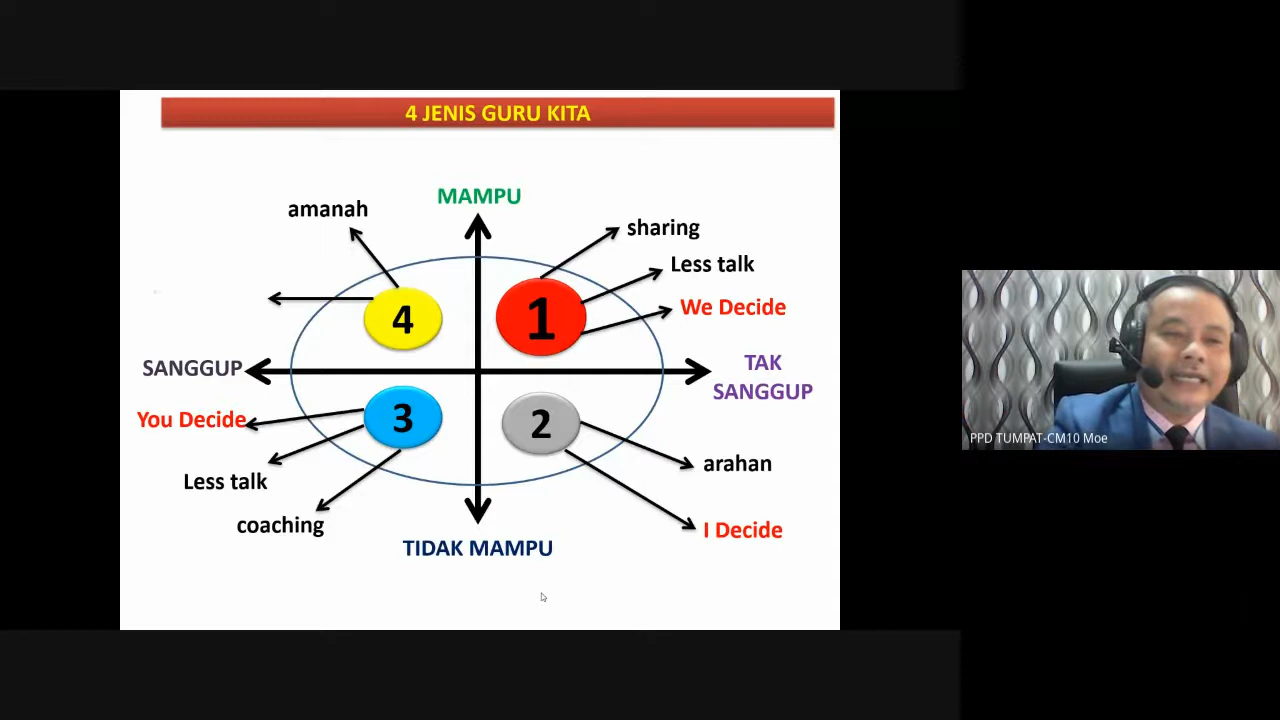 4 JENIS GURU KITA
MAMPU
amanah
sharing
Less talk
We Decide
4
1
SANGGUP
TAK
SANGGUP
You Decide
3
2
Less talk
arahan
coaching
I Decide
TIDAK MAMPU
PPD TUMPAT-CM10 Moe